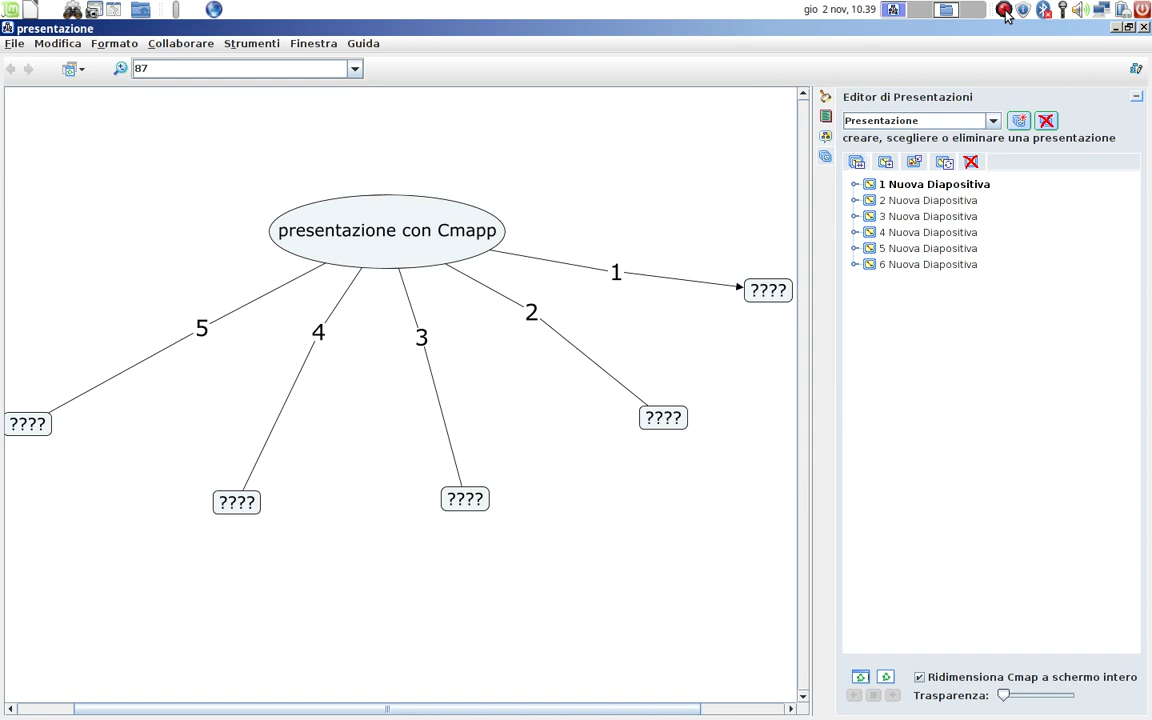 gio 2 nov, 10.39
presentazione
File Modifica Formato Collaborare Strumenti Finestra Guida
87
Editor di Presentazioni
Presentazione
creare, scegliere o eliminare una presentazione
1 Nuova Diapositiva
2 Nuova Diapositiva
3 Nuova Diapositiva
4 Nuova Diapositiva
5 Nuova Diapositiva
6 Nuova Diapositiva
presentazione con Cmapp
1
????
2
5
4
3
????
????
????
????
Ridimensiona Cmap a schermo intero
Trasparenza: